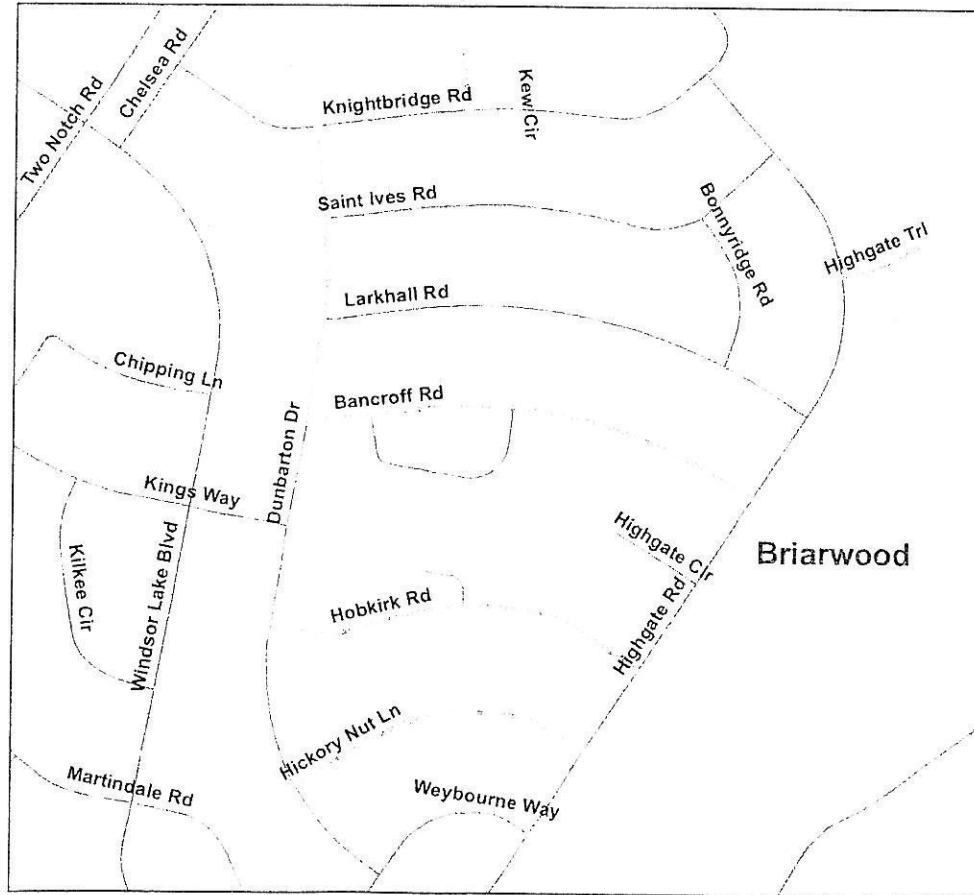 Two Notch Rd
Chelsea Rd
Knightbridge Rd
Kew Cir
Saint Ives Rd
Bonnyridge Rd
Highgate Trl
Larkhall Rd
Chipping Ln
Bancroff Rd
Dunbarton Dr
Kings Way
Highgate Cir
Briarwood
Kilkee Cir
Windsor Lake Blvd
Hobkirk Rd
Highgate Rd
Hickory Nut Ln
Martindale Rd
Weybourne Way